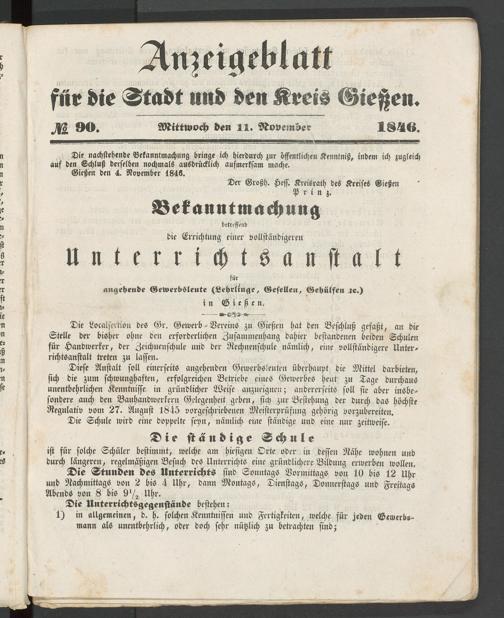 Anzeigeblatt
für die Stadt und den Kreis Gießen.
№ 90. Mittwoch den 11. November 1846.
Die nachstehende Bekanntmachung bringe ich hierdurch zur öffentlichen Kenntniß, indem ich zugleich
auf den Schluß derselben nochmals ausdrücklich aufmerksam mache.
Gießen den 4. November 1846.
Der Großh. Hess. Kreisrath des Kreises Gießen
Prinz.
Bekanntmachung
betreffend
die Errichtung einer vollständigeren
Unterrichtsanstalt
für
angehende Gewerbsleute (Lehrlinge, Gesellen, Gehülfen ꝛc.)
in Gießen.
Die Localsection des Gr. Gewerb-Vereins zu Gießen hat den Beschluß gefaßt, an die
Stelle der bisher ohne den erforderlichen Zusammenhang dahier bestandenen beiden Schulen
für Handwerker, der Zeichenschule und der Rechenschule nämlich, eine vollständigere Unter-
richtsanstalt treten zu lassen.
Diese Anstalt soll einerseits angehenden Gewerbsleuten überhaupt die Mittel darbieten,
sich die zum schwunghaften, erfolgreichen Betriebe eines Gewerbes heut zu Tage durchaus
unentbehrlichen Kenntnisse gründlicher Weise anzueignen; andererseits soll sie aber insbe-
sondere auch den Bauhandwerkern Gelegenheit geben, sich zur Bestehung der durch das höchste
Regulativ vom 27. August 1845 vorgeschriebenen Meisterprüfung gehörig vorzubereiten.
Die Schule wird eine doppelte seyn, nämlich eine ständige und eine nur zeitweise.
Die ständige Schule
ist für solche Schüler bestimmt, welche am hiesigen Orte oder in dessen Nähe wohnen und
durch längeren, regelmäßigen Besuch des Unterrichts eine gründlichere Bildung erwerben wollen.
Die Stunden des Unterrichts sind Sonntags Vormittags von 10 bis 12 Uhr
und Nachmittags von 2 bis 4 Uhr, dann Montags, Dienstags, Donnerstags und Freitags
Abends von 8 bis 9½ Uhr.
Die Unterrichtsgegenstände bestehen:
1) in allgemeinen, d. h. solchen Kenntnissen und Fertigkeiten, welche für jeden Gewerbs-
mann als unentbehrlich, oder doch sehr nützlich zu betrachten sind;